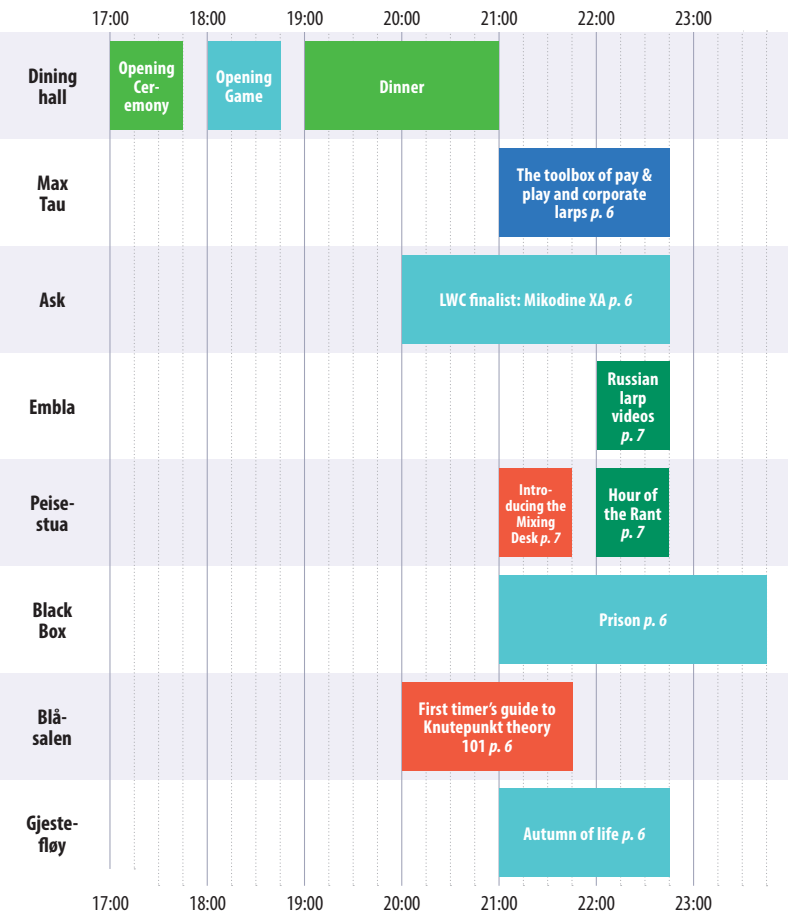 17:00 18:00 19:00 20:00 21:00 22:00 23:00
Dining
hall
Opening
Cer-
emony
Opening
Game
Dinner
Max
Tau
The toolbox of pay &
play and corporate
larps p. 6
Ask
LWC finalist: Mikodine XA p. 6
Embla
Russian
larp
videos
p. 7
Peise-
stua
Intro-
ducing the
Mixing
Desk p. 7
Hour of
the Rant
p. 7
Black
Box
Prison p. 6
Blå-
salen
First timer's guide to
Knutepunkt theory
101 p. 6
Gjeste-
fløy
Autumn of life p. 6
17:00 18:00 19:00 20:00 21:00 22:00 23:00